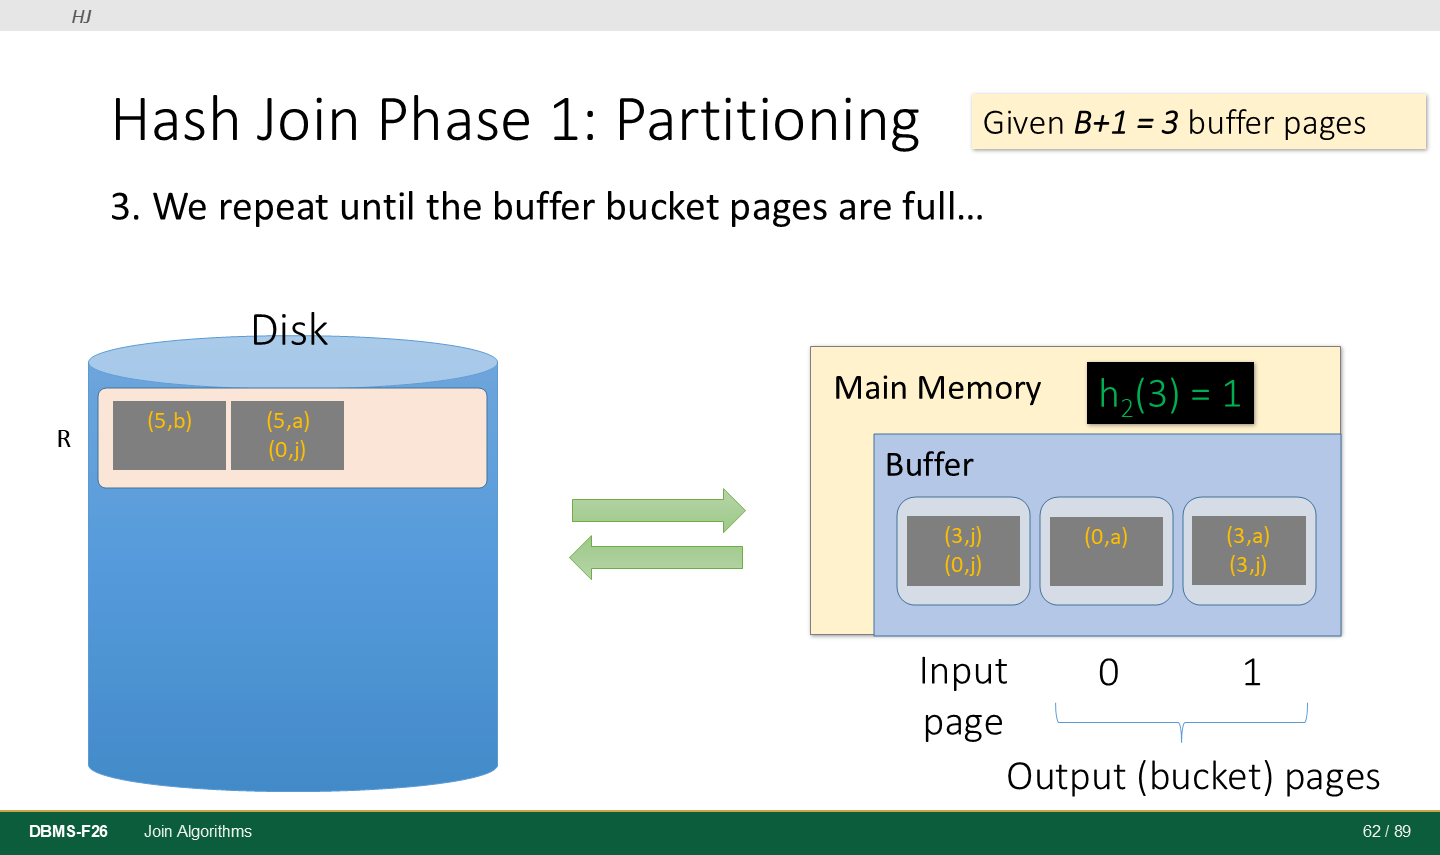 HJ
Hash Join Phase 1: Partitioning
Given B+1 = 3 buffer pages
3. We repeat until the buffer bucket pages are full…
Disk
R
(5,b)
(5,a)
(0,j)
Main Memory
h2(3) = 1
Buffer
(3,j)
(0,j)
(0,a)
(3,a)
(3,j)
Input
page
0
1
Output (bucket) pages
DBMS-F26
Join Algorithms
62 / 89